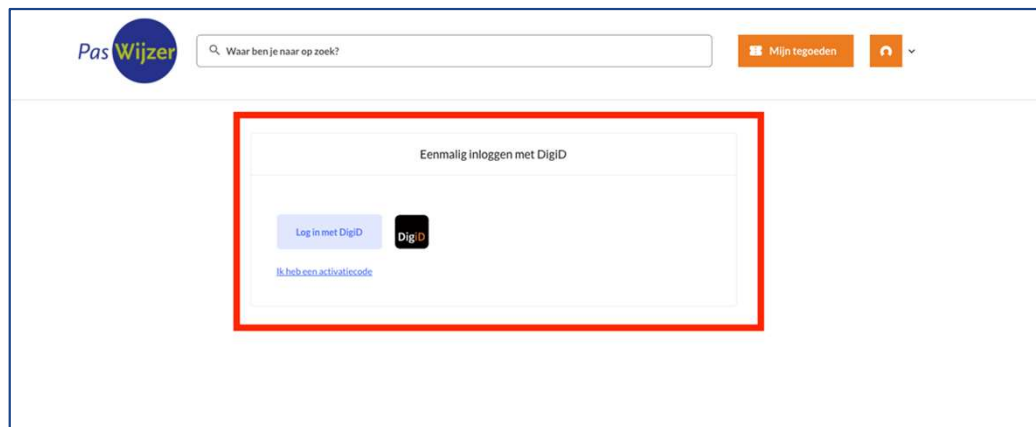 Pas Wijzer
Waar ben je naar op zoek?
Mijn tegoeden
Eenmalig inloggen met DigiD
Log in met DigiD
DigiD
Ik heb een activatiecode